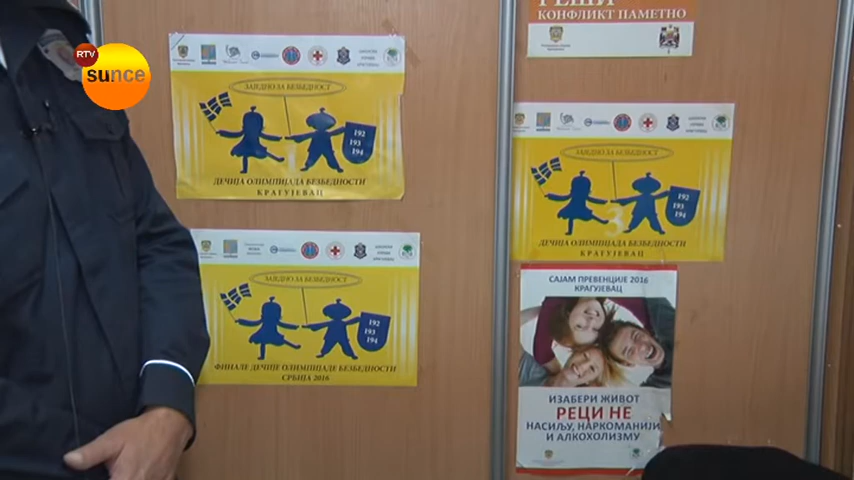 RTV
sunce
РЕШИ
КОНФЛИКТ ПАМЕТНО
ЗАЈЕДНО ЗА БЕЗБЕДНОСТ
192
193
194
1
ДЕЧИЈА ОЛИМПИЈАДА БЕЗБЕДНОСТИ
КРАГУЈЕВАЦ
ЗАЈЕДНО ЗА БЕЗБЕДНОСТ
192
193
194
3
ДЕЧИЈА ОЛИМПИЈАДА БЕЗБЕДНОСТИ
КРАГУЈЕВАЦ
ЗАЈЕДНО ЗА БЕЗБЕДНОСТ
192
193
194
ФИНАЛЕ ДЕЧИЈЕ ОЛИМПИЈАДЕ БЕЗБЕДНОСТИ
СРБИЈА 2016
САЈАМ ПРЕВЕНЦИЈЕ 2016
КРАГУЈЕВАЦ
ИЗАБЕРИ ЖИВОТ
РЕЦИ НЕ
НАСИЉУ, НАРКОМАНИЈИ
И АЛКОХОЛИЗМУ